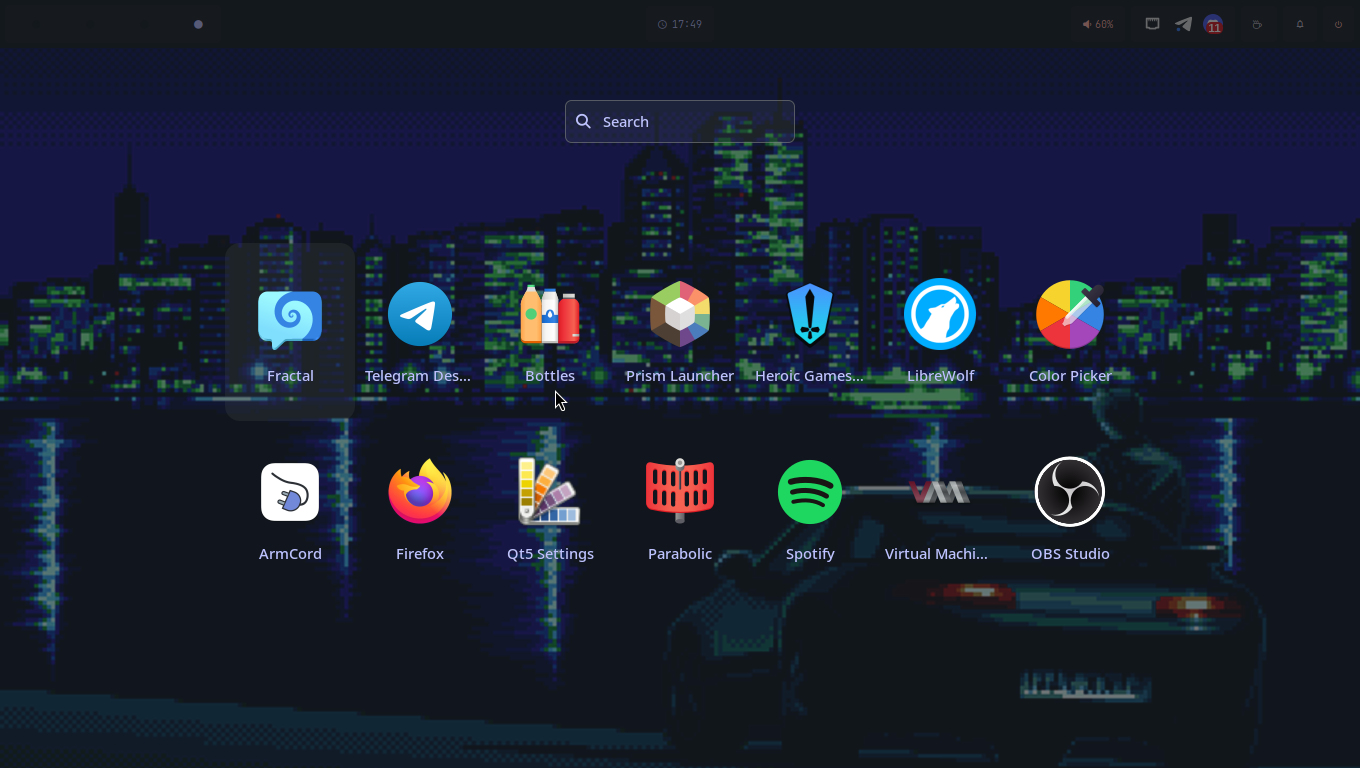 17:49
60%
11
Search
Fractal
Telegram Des...
Bottles
Prism Launcher
Heroic Games...
LibreWolf
Color Picker
ArmCord
Firefox
Qt5 Settings
Parabolic
Spotify
Virtual Machi...
OBS Studio